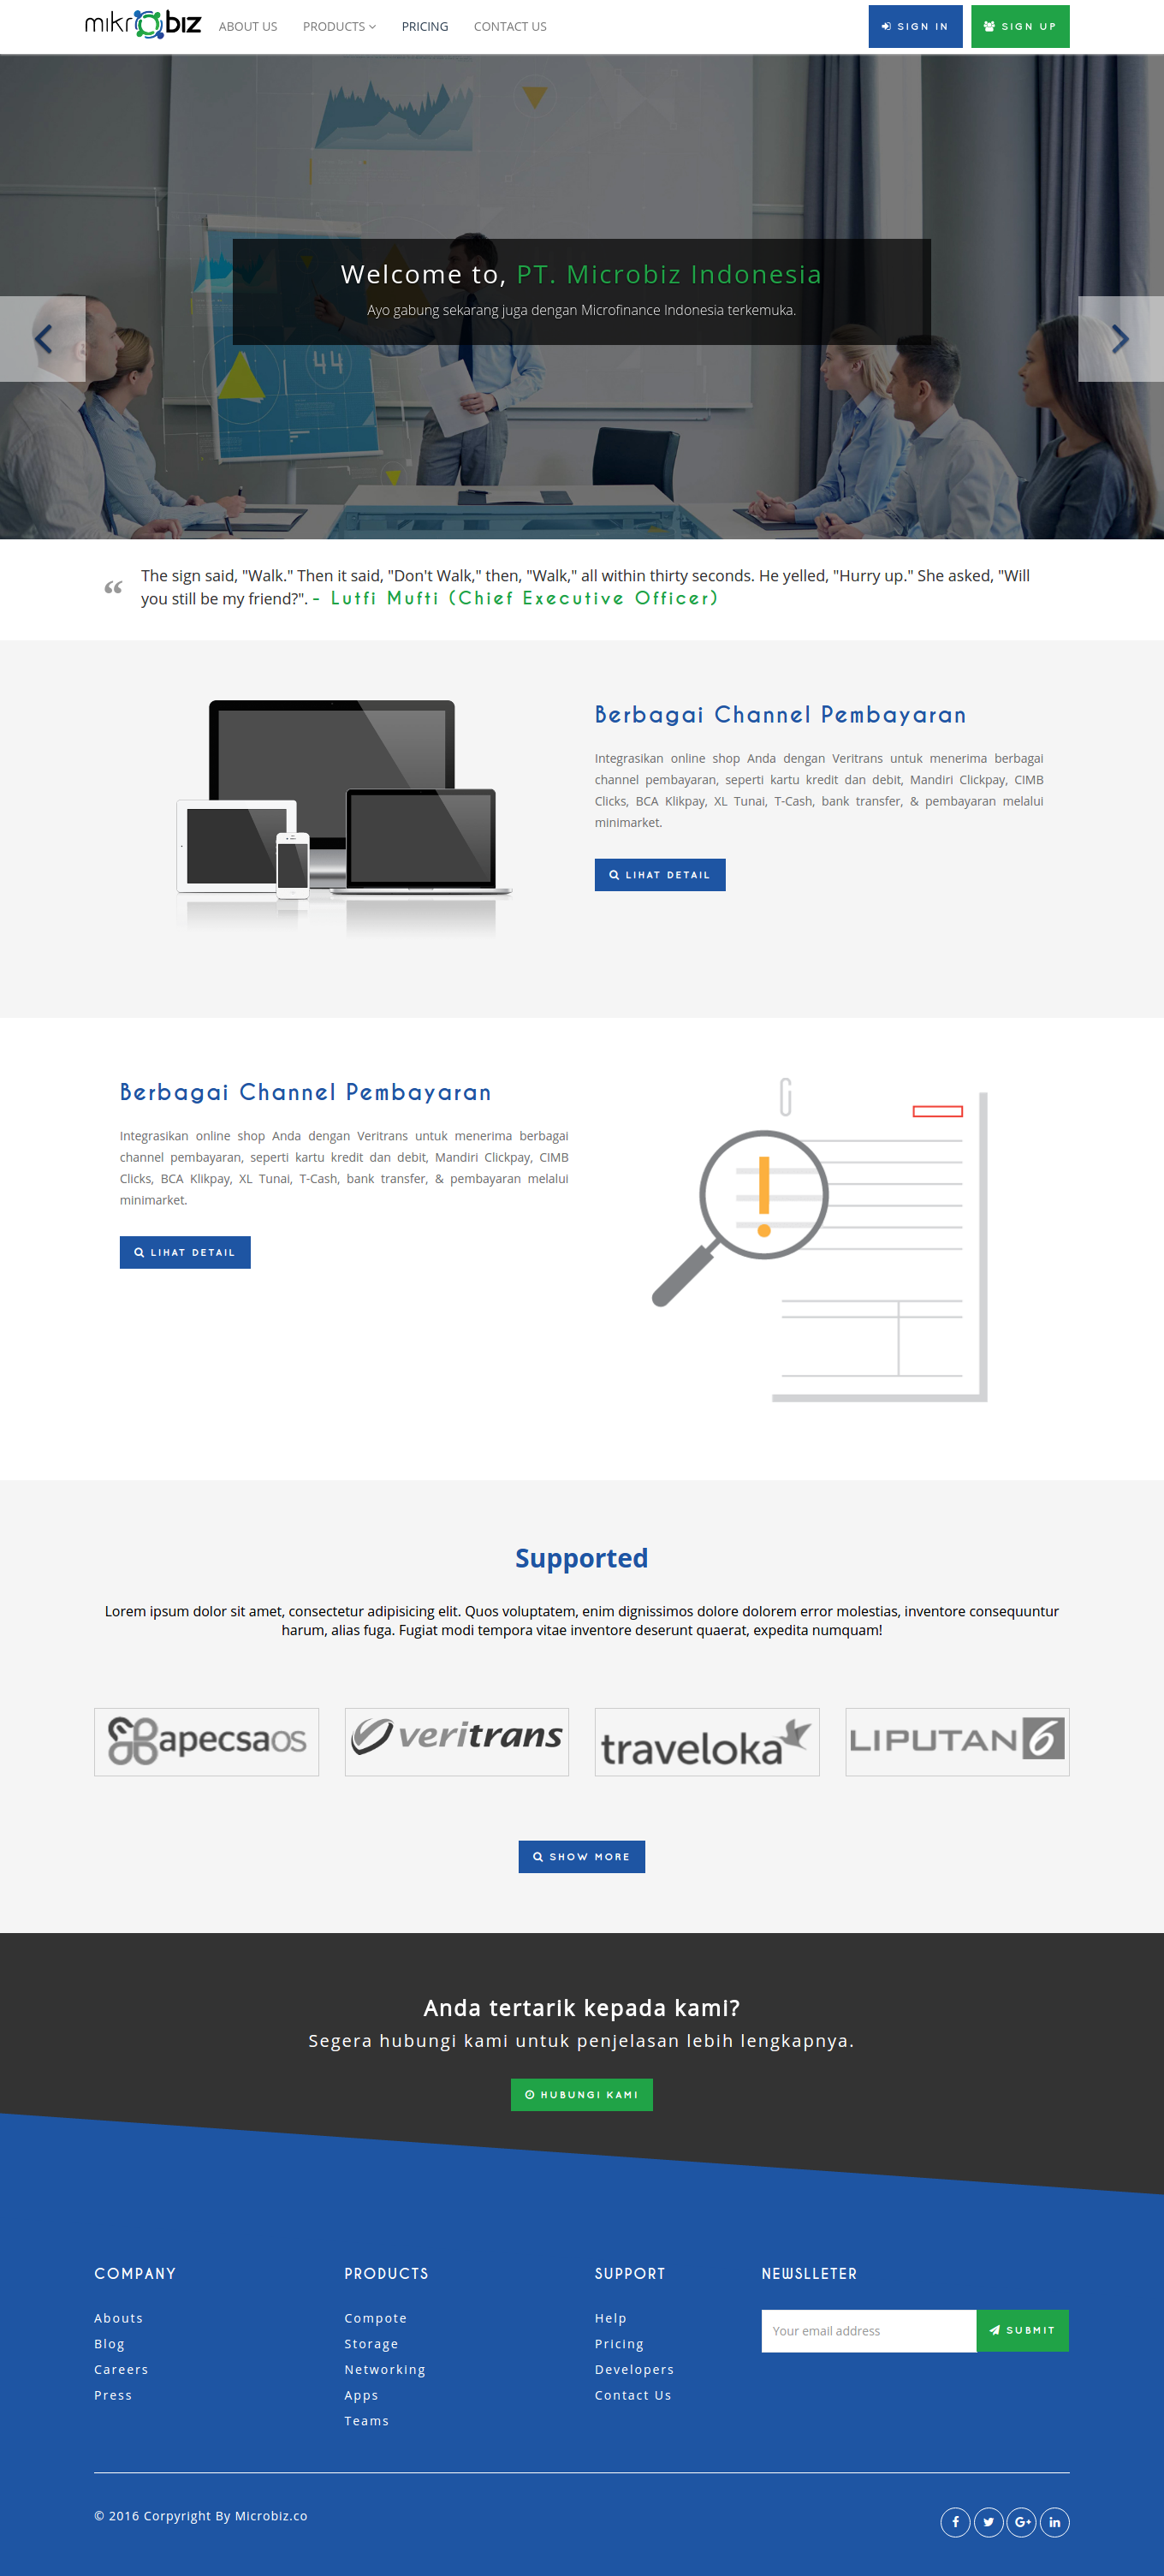 mikrobiz ABOUT US PRODUCTS PRICING CONTACT US SIGN IN SIGN UP
Welcome to, PT. Microbiz Indonesia
Ayo gabung sekarang juga dengan Microfinance Indonesia terkemuka.
44
The sign said, "Walk." Then it said, "Don't Walk," then, "Walk," all within thirty seconds. He yelled, "Hurry up." She asked, "Will
you still be my friend?". - Lutfi Mufti (Chief Executive Officer)
Berbagai Channel Pembayaran
Integrasikan online shop Anda dengan Veritrans untuk menerima berbagai
channel pembayaran, seperti kartu kredit dan debit, Mandiri Clickpay, CIMB
Clicks, BCA Klikpay, XL Tunai, T-Cash, bank transfer, & pembayaran melalui
minimarket.
LIHAT DETAIL
Berbagai Channel Pembayaran
Integrasikan online shop Anda dengan Veritrans untuk menerima berbagai
channel pembayaran, seperti kartu kredit dan debit, Mandiri Clickpay, CIMB
Clicks, BCA Klikpay, XL Tunai, T-Cash, bank transfer, & pembayaran melalui
minimarket.
LIHAT DETAIL
Supported
Lorem ipsum dolor sit amet, consectetur adipisicing elit. Quos voluptatem, enim dignissimos dolore dolorem error molestias, inventore consequuntur
harum, alias fuga. Fugiat modi tempora vitae inventore deserunt quaerat, expedita numquam!
apecsaos veritrans traveloka LIPUTAN 6
SHOW MORE
Anda tertarik kepada kami?
Segera hubungi kami untuk penjelasan lebih lengkapnya.
HUBUNGI KAMI
COMPANY
Abouts
Blog
Careers
Press
PRODUCTS
Compote
Storage
Networking
Apps
Teams
SUPPORT
Help
Pricing
Developers
Contact Us
NEWSLLETER
Your email address SUBMIT
© 2016 Corpyright By Microbiz.co